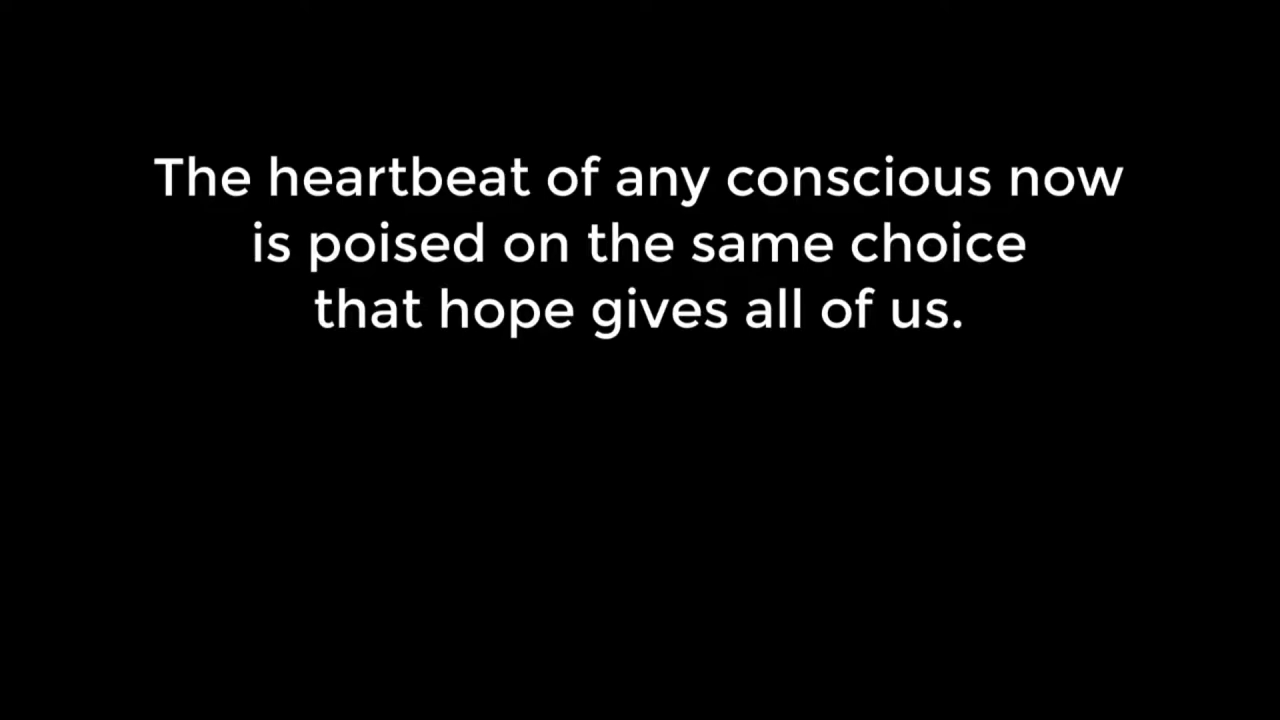 The heartbeat of any conscious now
is poised on the same choice
that hope gives all of us.